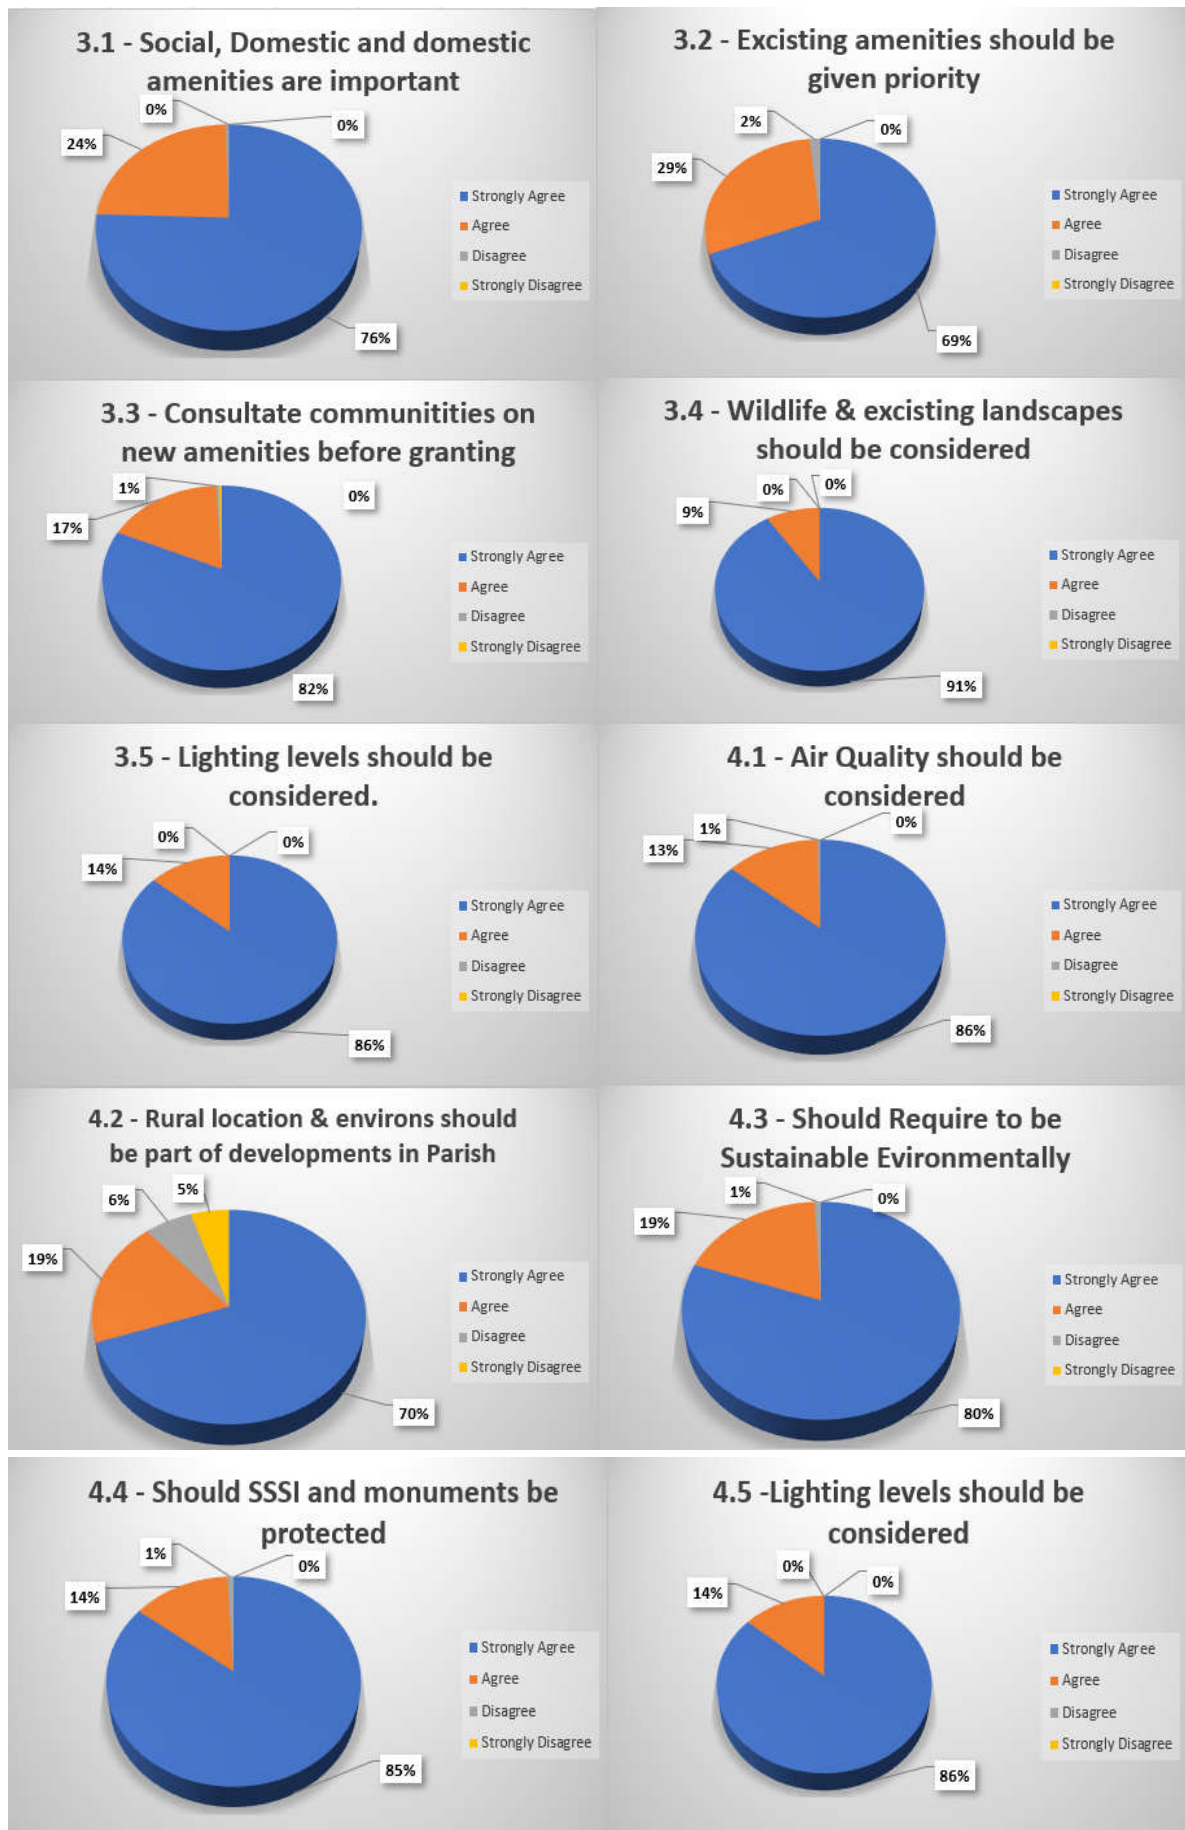 3.1 - Social, Domestic and domestic
amenities are important
0%
0%
24%
76%
Strongly Agree
Agree
Disagree
Strongly Disagree
3.2 - Excisting amenities should be
given priority
2%
0%
29%
69%
Strongly Agree
Agree
Disagree
Strongly Disagree
3.3 - Consultate communitities on
new amenities before granting
1%
0%
17%
82%
Strongly Agree
Agree
Disagree
Strongly Disagree
3.4 - Wildlife & excisting landscapes
should be considered
0%
0%
9%
91%
Strongly Agree
Agree
Disagree
Strongly Disagree
3.5 - Lighting levels should be
considered.
0%
0%
14%
86%
Strongly Agree
Agree
Disagree
Strongly Disagree
4.1 - Air Quality should be
considered
1%
0%
13%
86%
Strongly Agree
Agree
Disagree
Strongly Disagree
4.2 - Rural location & environs should
be part of developments in Parish
6%
5%
19%
70%
Strongly Agree
Agree
Disagree
Strongly Disagree
4.3 - Should Require to be
Sustainable Evironmentally
1%
0%
19%
80%
Strongly Agree
Agree
Disagree
Strongly Disagree
4.4 - Should SSSI and monuments be
protected
1%
0%
14%
85%
Strongly Agree
Agree
Disagree
Strongly Disagree
4.5 -Lighting levels should be
considered
0%
0%
14%
86%
Strongly Agree
Agree
Disagree
Strongly Disagree